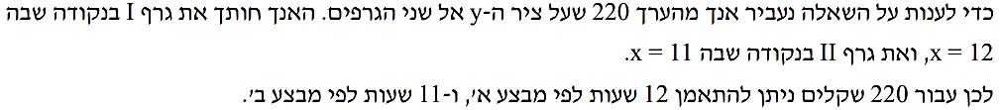 כדי לענות על השאלה נעביר אנך מהערך 220 שעל ציר ה-y אל שני הגרפים. האנך חותך את גרף I בנקודה שבה
x = 12, ואת גרף II בנקודה שבה x = 11.
לכן עבור 220 שקלים ניתן להתאמן 12 שעות לפי מבצע א׳, ו-11 שעות לפי מבצע ב׳.